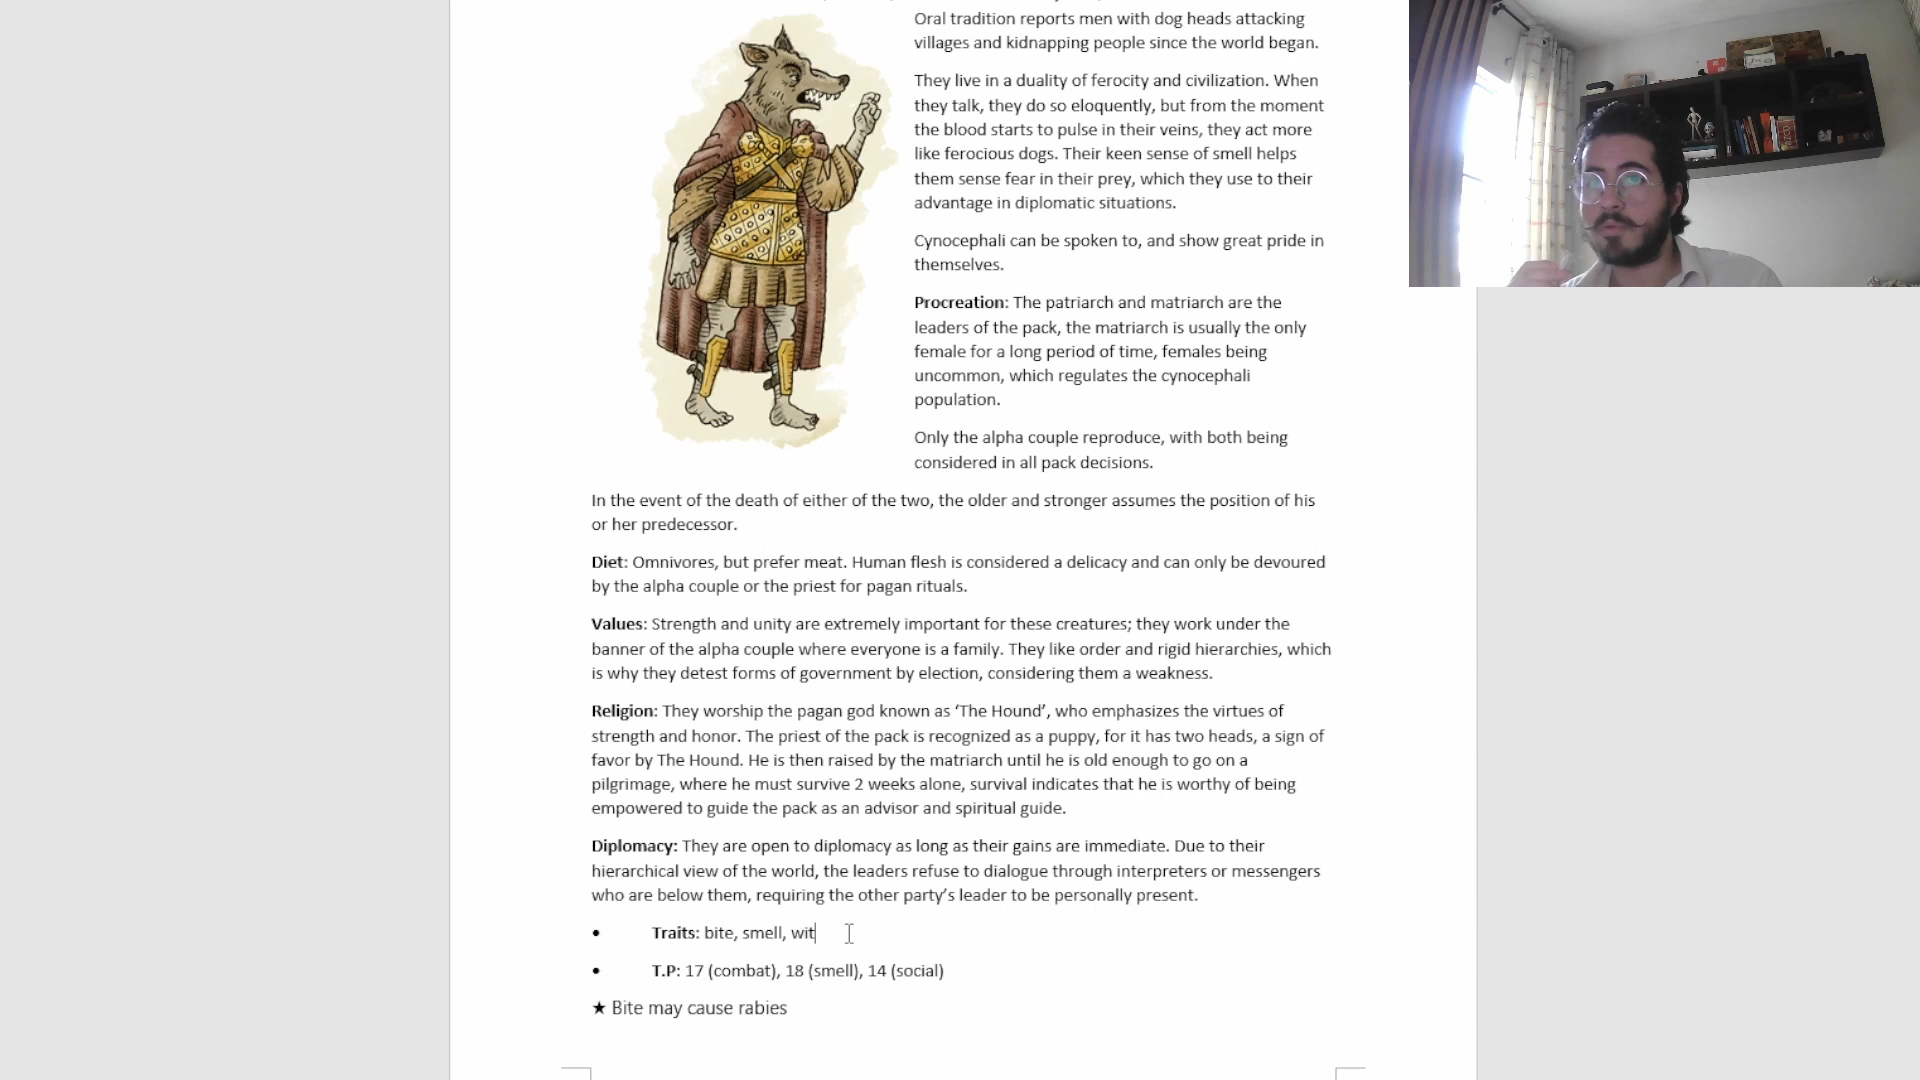 Oral tradition reports men with dog heads attacking
villages and kidnapping people since the world began.
They live in a duality of ferocity and civilization. When
they talk, they do so eloquently, but from the moment
the blood starts to pulse in their veins, they act more
like ferocious dogs. Their keen sense of smell helps
them sense fear in their prey, which they use to their
advantage in diplomatic situations.
Cynocephali can be spoken to, and show great pride in
themselves.
Procreation: The patriarch and matriarch are the
leaders of the pack, the matriarch is usually the only
female for a long period of time, females being
uncommon, which regulates the cynocephali
population.
Only the alpha couple reproduce, with both being
considered in all pack decisions.
In the event of the death of either of the two, the older and stronger assumes the position of his
or her predecessor.
Diet: Omnivores, but prefer meat. Human flesh is considered a delicacy and can only be devoured
by the alpha couple or the priest for pagan rituals.
Values: Strength and unity are extremely important for these creatures; they work under the
banner of the alpha couple where everyone is a family. They like order and rigid hierarchies, which
is why they detest forms of government by election, considering them a weakness.
Religion: They worship the pagan god known as ‘The Hound’, who emphasizes the virtues of
strength and honor. The priest of the pack is recognized as a puppy, for it has two heads, a sign of
favor by The Hound. He is then raised by the matriarch until he is old enough to go on a
pilgrimage, where he must survive 2 weeks alone, survival indicates that he is worthy of being
empowered to guide the pack as an advisor and spiritual guide.
Diplomacy: They are open to diplomacy as long as their gains are immediate. Due to their
hierarchical view of the world, the leaders refuse to dialogue through interpreters or messengers
who are below them, requiring the other party’s leader to be personally present.
• Traits: bite, smell, wit
• T.P: 17 (combat), 18 (smell), 14 (social)
★ Bite may cause rabies